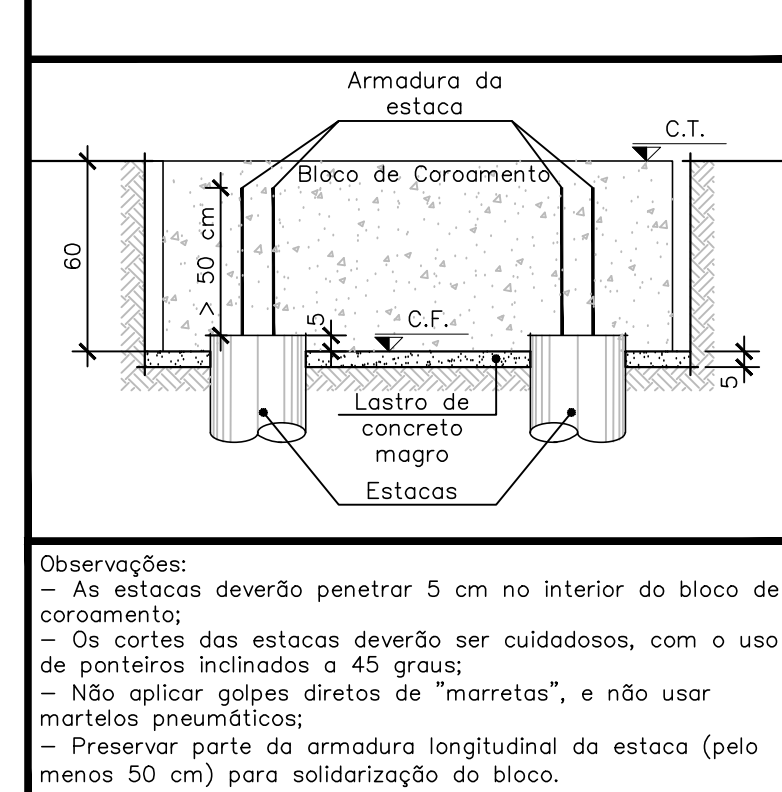 Armadura da
estaca
C.T.
Bloco de Coroamento
60
> 50 cm
5
C.F.
5
Lastro de
concreto
magro
Estacas
Observações:
– As estacas deverão penetrar 5 cm no interior do bloco de
coroamento;
– Os cortes das estacas deverão ser cuidadosos, com o uso
de ponteiros inclinados a 45 graus;
– Não aplicar golpes diretos de "marretas", e não usar
martelos pneumáticos;
– Preservar parte da armadura longitudinal da estaca (pelo
menos 50 cm) para solidarização do bloco.